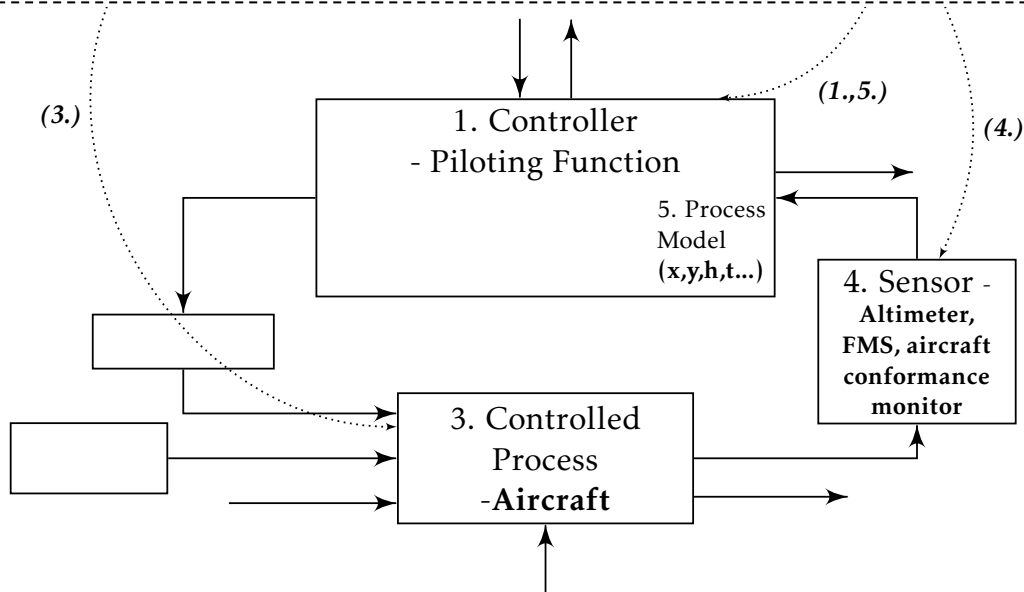 (3.)
(1.,5.)
(4.)
1. Controller
- Piloting Function
5. Process
Model
(x,y,h,t...)
4. Sensor -
Altimeter,
FMS, aircraft
conformance
monitor
3. Controlled
Process
-Aircraft